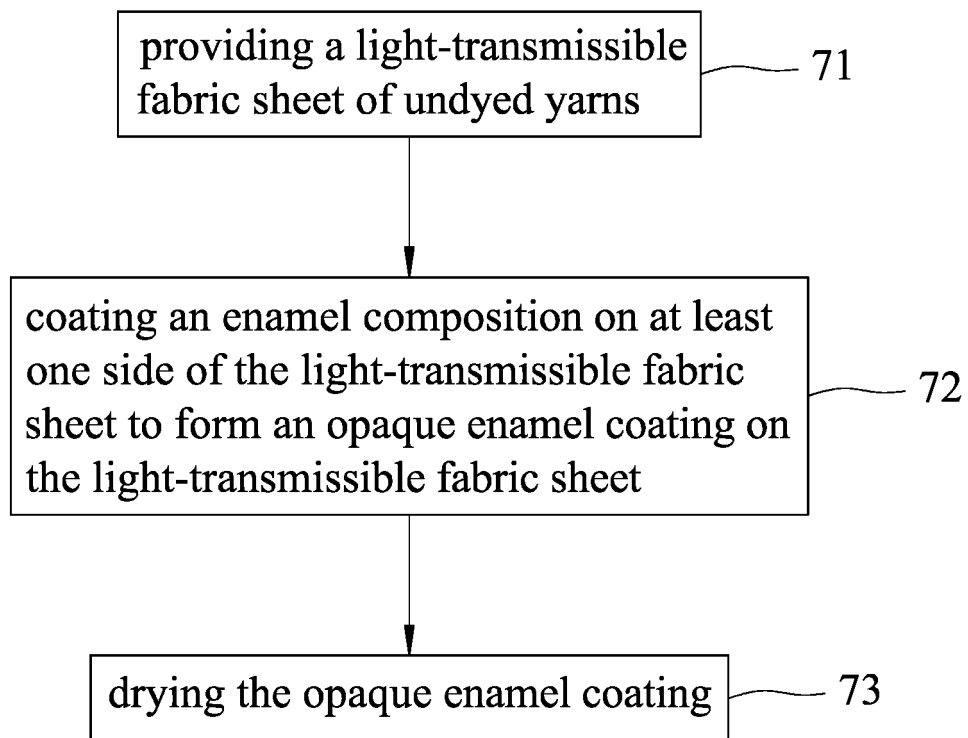 providing a light-transmissible
fabric sheet of undyed yarns
71
coating an enamel composition on at least
one side of the light-transmissible fabric
sheet to form an opaque enamel coating on
the light-transmissible fabric sheet
72
drying the opaque enamel coating
73